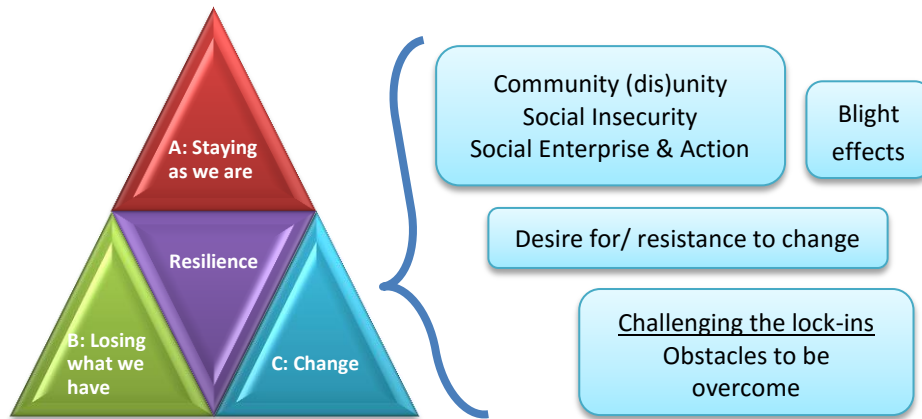 A: Staying
as we are
Resilience
B: Losing
what we
have
C: Change
Community (dis)unity
Social Insecurity
Social Enterprise & Action
Blight
effects
Desire for/ resistance to change
Challenging the lock-ins
Obstacles to be
overcome